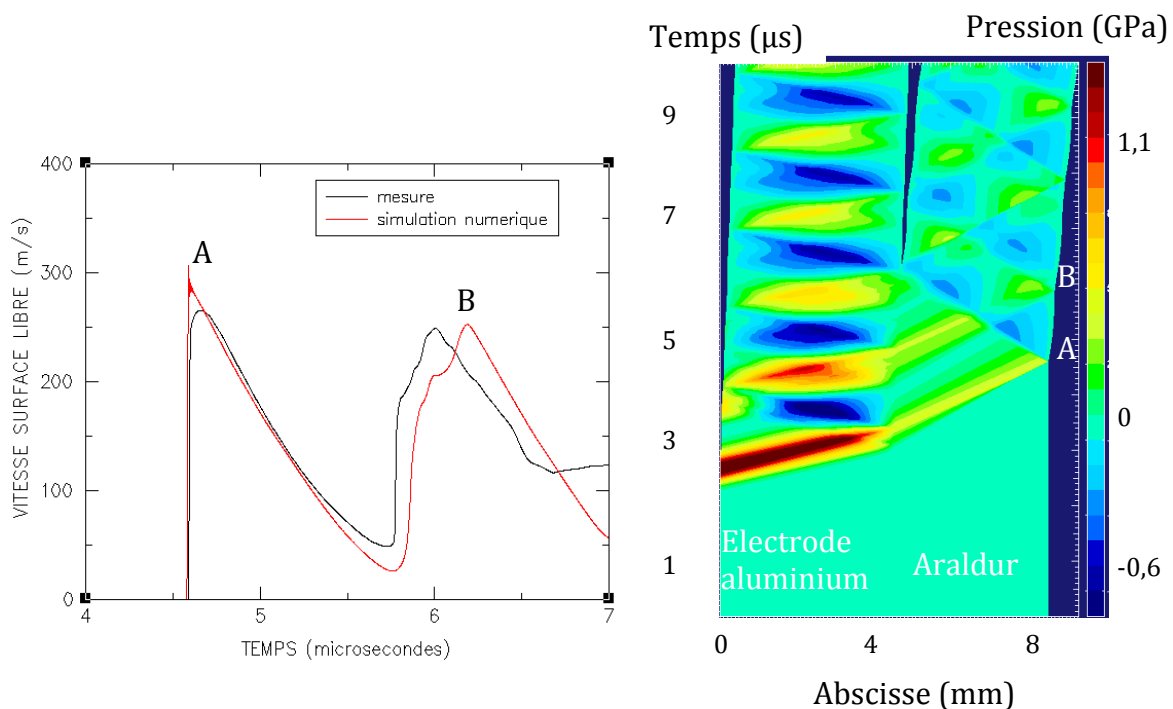 400
300
200
100
0
4
5
6
7
VITESSE SURFACE LIBRE (m/s)
TEMPS (microsecondes)
mesure
simulation numerique
A
B
Temps (μs)
Pression (GPa)
9
7
5
3
1
1,1
0
-0,6
B
A
Electrode
aluminium
Araldur
0
4
8
Abscisse (mm)